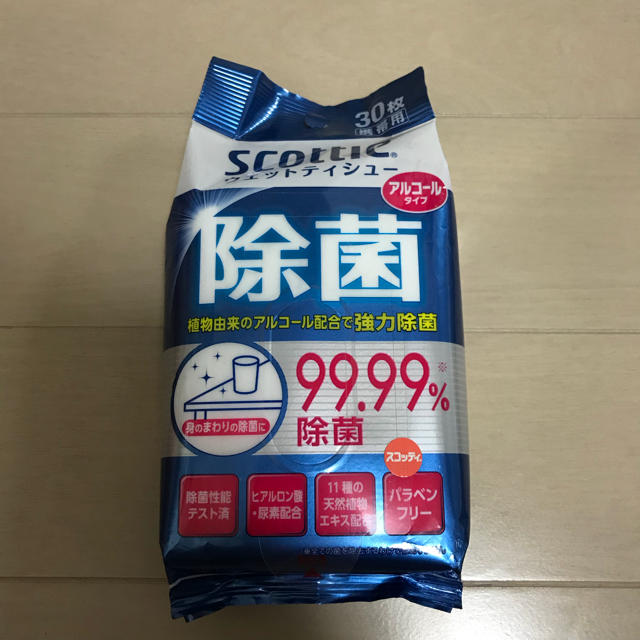 30枚
携帯用
scottie®
ウェットティシュー
アルコール
タイプ
除菌
植物由来のアルコール配合で強力除菌
99.99%
※
除菌
身のまわりの除菌に
スコッティ®
除菌性能
テスト済
ヒアルロン酸
・尿素配合
11種の
天然植物
エキス配合
パラベン
フリー